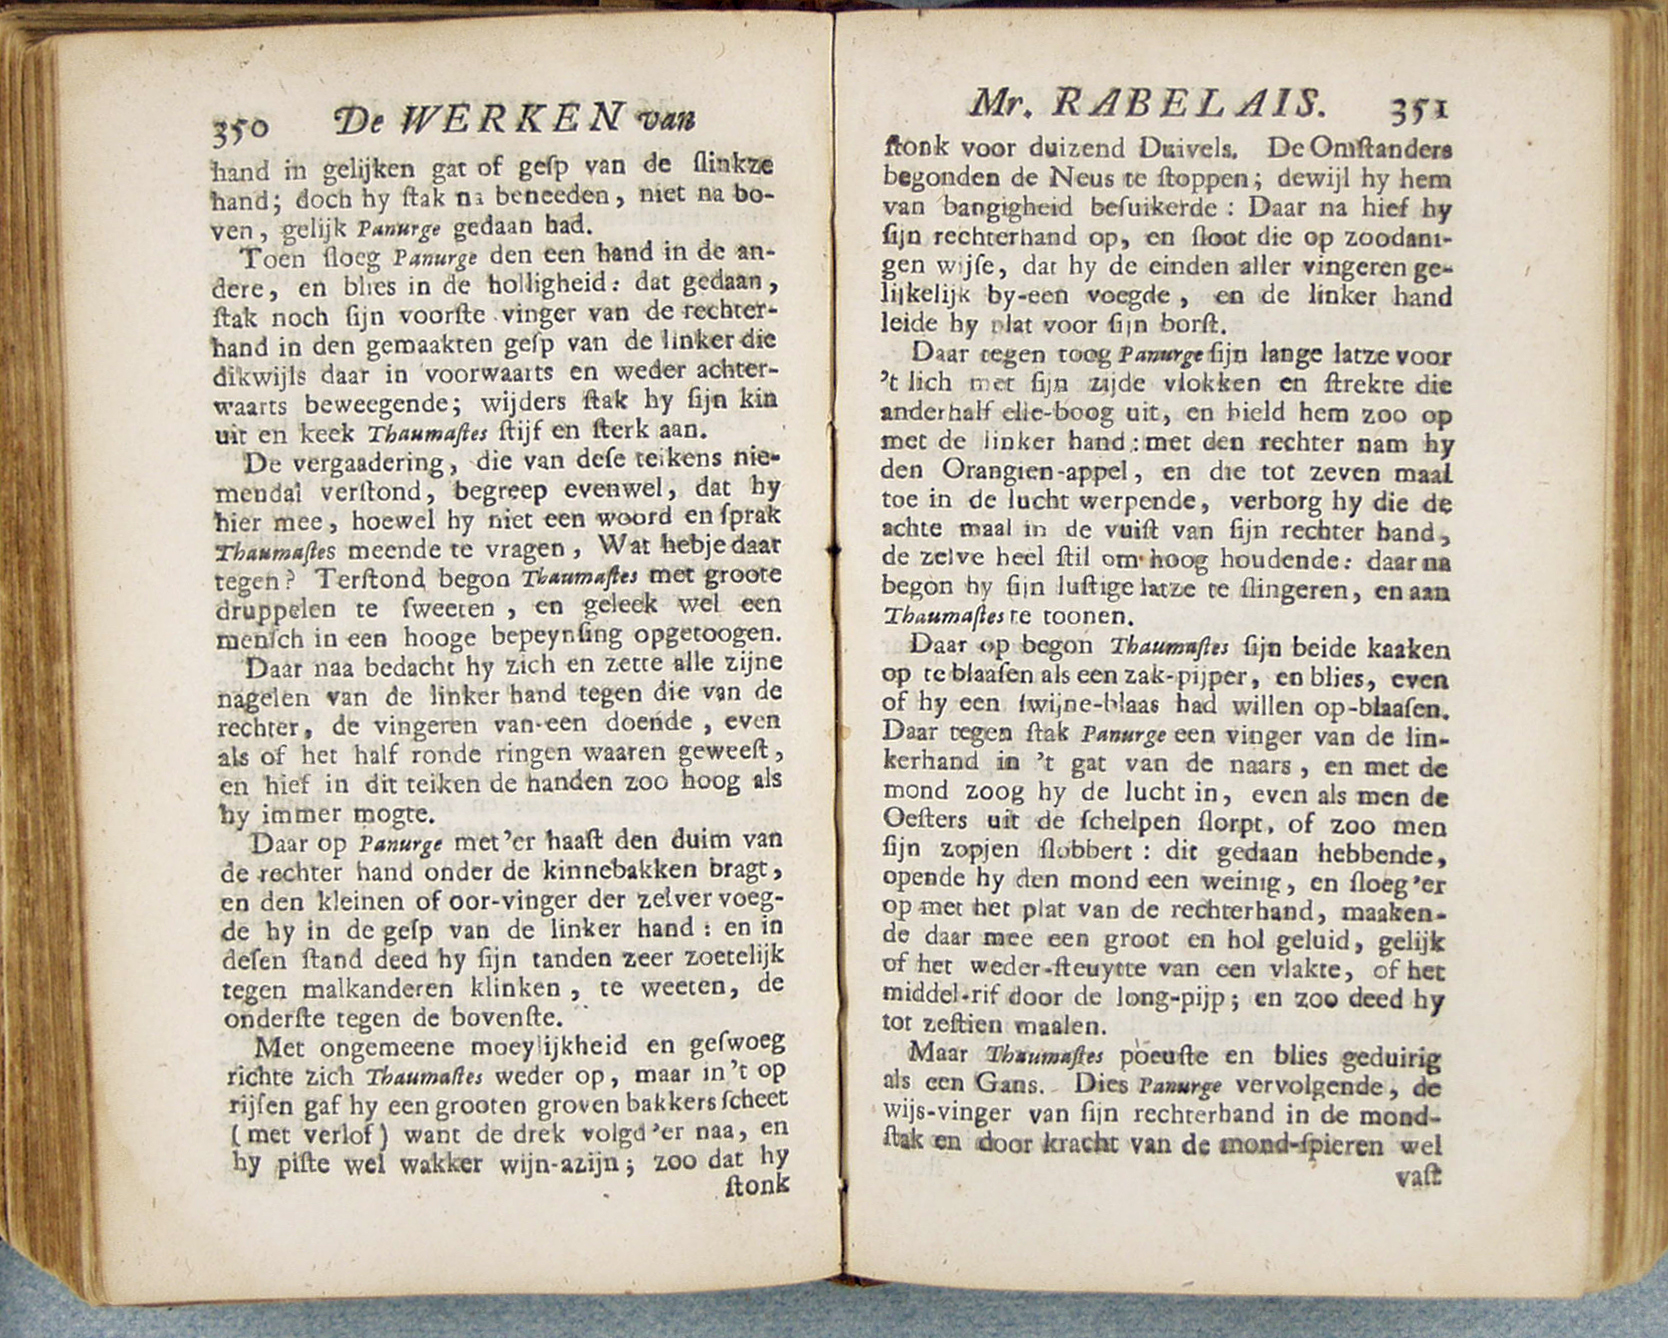 350 De WERKEN van
hand in gelijken gat of geſp van de ſlinkze
hand; doch hy ſtak na beneeden, niet na bo-
ven, gelijk Panurge gedaan had.
Toen ſloeg Panurge den een hand in de an-
dere, en blies in de holligheid: dat gedaan,
ſtak noch ſijn voorſte vinger van de rechter-
hand in den gemaakten geſp van de linker die
dikwijls daar in voorwaarts en weder achter-
waarts beweegende; wijders ſtak hy ſijn kin
uit en keek Thaumaſtes ſtijf en ſterk aan.
De vergaadering, die van deſe teikens nie-
mendal verſtond, begreep evenwel, dat hy
hier mee, hoewel hy niet een woord en ſprak
Thaumaſtes meende te vragen, Wat hebje daar
tegen? Terſtond begon Thaumaſtes met groote
druppelen te ſweeten, en geleek wel een
menſch in een hooge bepeynſing opgetoogen.
Daar naa bedacht hy zich en zette alle zijne
nagelen van de linker hand tegen die van de
rechter, de vingeren van-een doende, even
als of het half ronde ringen waaren geweeſt,
en hief in dit teiken de handen zoo hoog als
hy immer mogte.
Daar op Panurge met 'er haaſt den duim van
de rechter hand onder de kinnebakken bragt,
en den kleinen of oor-vinger der zelver voeg-
de hy in de geſp van de linker hand: en in
deſen ſtand deed hy ſijn tanden zeer zoetelijk
tegen malkanderen klinken, te weeten, de
onderſte tegen de bovenſte.
Met ongemeene moeylijkheid en geſwoeg
richte zich Thaumaſtes weder op, maar in 't op
rijſen gaf hy een grooten groven bakkers ſcheet
(met verlof) want de drek volgd 'er naa, en
hy piſte wel wakker wijn-azijn; zoo dat hy
ſtonk
Mr. RABELAIS. 351
ſtonk voor duizend Duivels. De Omſtanders
begonden de Neus te ſtoppen; dewijl hy hem
van bangigheid beſuikerde: Daar na hief hy
ſijn rechterhand op, en ſloot die op zoodani-
gen wijſe, dat hy de einden aller vingeren ge-
lijkelijk by-een voegde, en de linker hand
leide hy plat voor ſijn borſt.
Daar tegen toog Panurge ſijn lange latze voor
't lich met ſijn zijde vlokken en ſtrekte die
anderhalf elle-boog uit, en hield hem zoo op
met de linker hand: met den rechter nam hy
den Orangien-appel, en die tot zeven maal
toe in de lucht werpende, verborg hy die de
achte maal in de vuiſt van ſijn rechter hand,
de zelve heel ſtil om hoog houdende: daar na
begon hy ſijn luſtige latze te ſlingeren, en aan
Thaumaſtes te toonen.
Daar op begon Thaumaſtes ſijn beide kaaken
op te blaaſen als een zak-pijper, en blies, even
of hy een ſwijne-blaas had willen op-blaaſen.
Daar tegen ſtak Panurge een vinger van de lin-
kerhand in 't gat van de naars, en met de
mond zoog hy de lucht in, even als men de
Oeſters uit de ſchelpen ſlorpt, of zoo men
ſijn zopjen ſlobbert: dit gedaan hebbende,
opende hy den mond een weinig, en ſloeg 'er
op met het plat van de rechterhand, maaken-
de daar mee een groot en hol geluid, gelijk
of het weder-ſteuytte van een vlakte, of het
middel-rif door de long-pijp; en zoo deed hy
tot zeſtien maalen.
Maar Thaumaſtes poeuſte en blies geduirig
als een Gans. Dies Panurge vervolgende, de
wijs-vinger van ſijn rechterhand in de mond-
ſtak en door kracht van de mond-ſpieren wel
vaſt